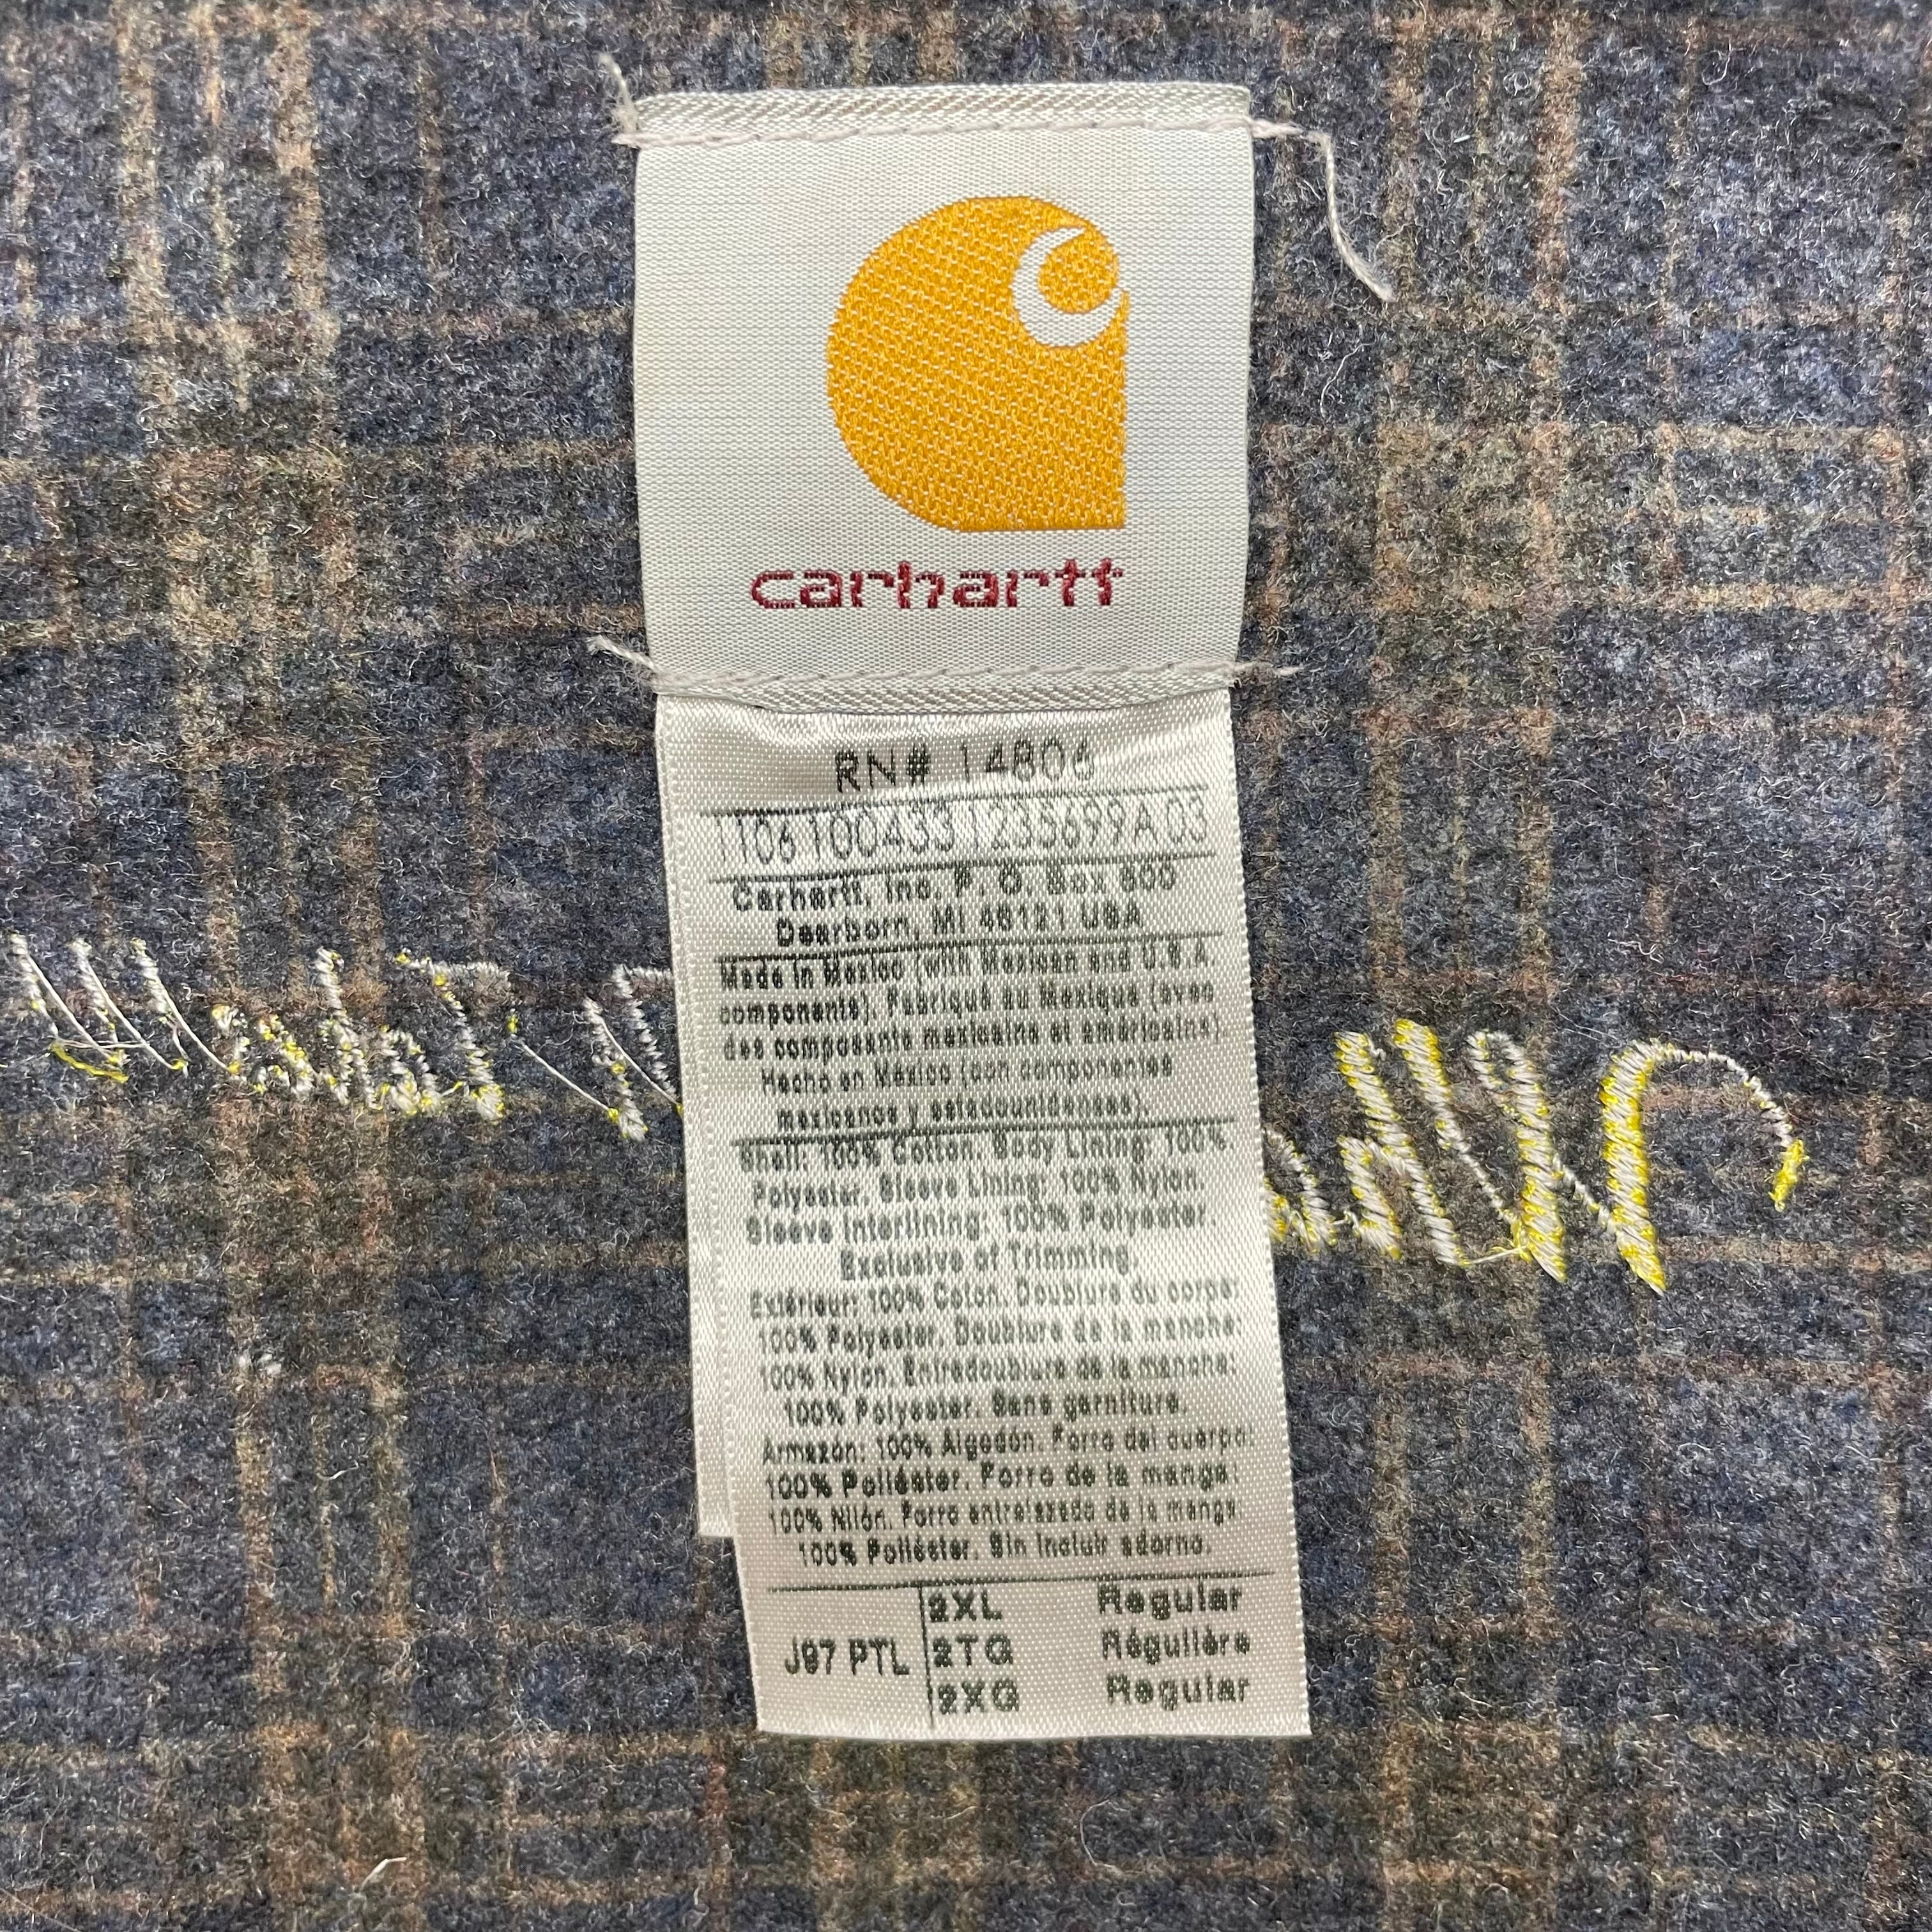 carhartt
RN# 14806
1106 100433 1235699A 03
Carhartt, Inc. P. O. Box 600
Dearborn, MI 48121 USA
Made in Mexico (with Mexican and U.S.A
components). Fabriqué au Mexique (avec
des composants mexicains et américains).
Hecho en México (con componentes
mexicanos y estadounidenses).
Shell: 100% Cotton. Body Lining: 100%
Polyester. Sleeve Lining: 100% Nylon.
Sleeve Interlining: 100% Polyester.
Exclusive of Trimming.
Extérieur: 100% Coton. Doublure du corps:
100% Polyester. Doublure de la manche:
100% Nylon. Entredoublure de la manche:
100% Polyester. Sans garniture.
Armazón: 100% Algodón. Forro del cuerpo:
100% Poliéster. Forro de la manga:
100% Nilón. Forro entrelazado de la manga
100% Poliéster. Sin incluir adorno.
J97 PTL
2XL Regular
2TG Régulière
2XG Regular